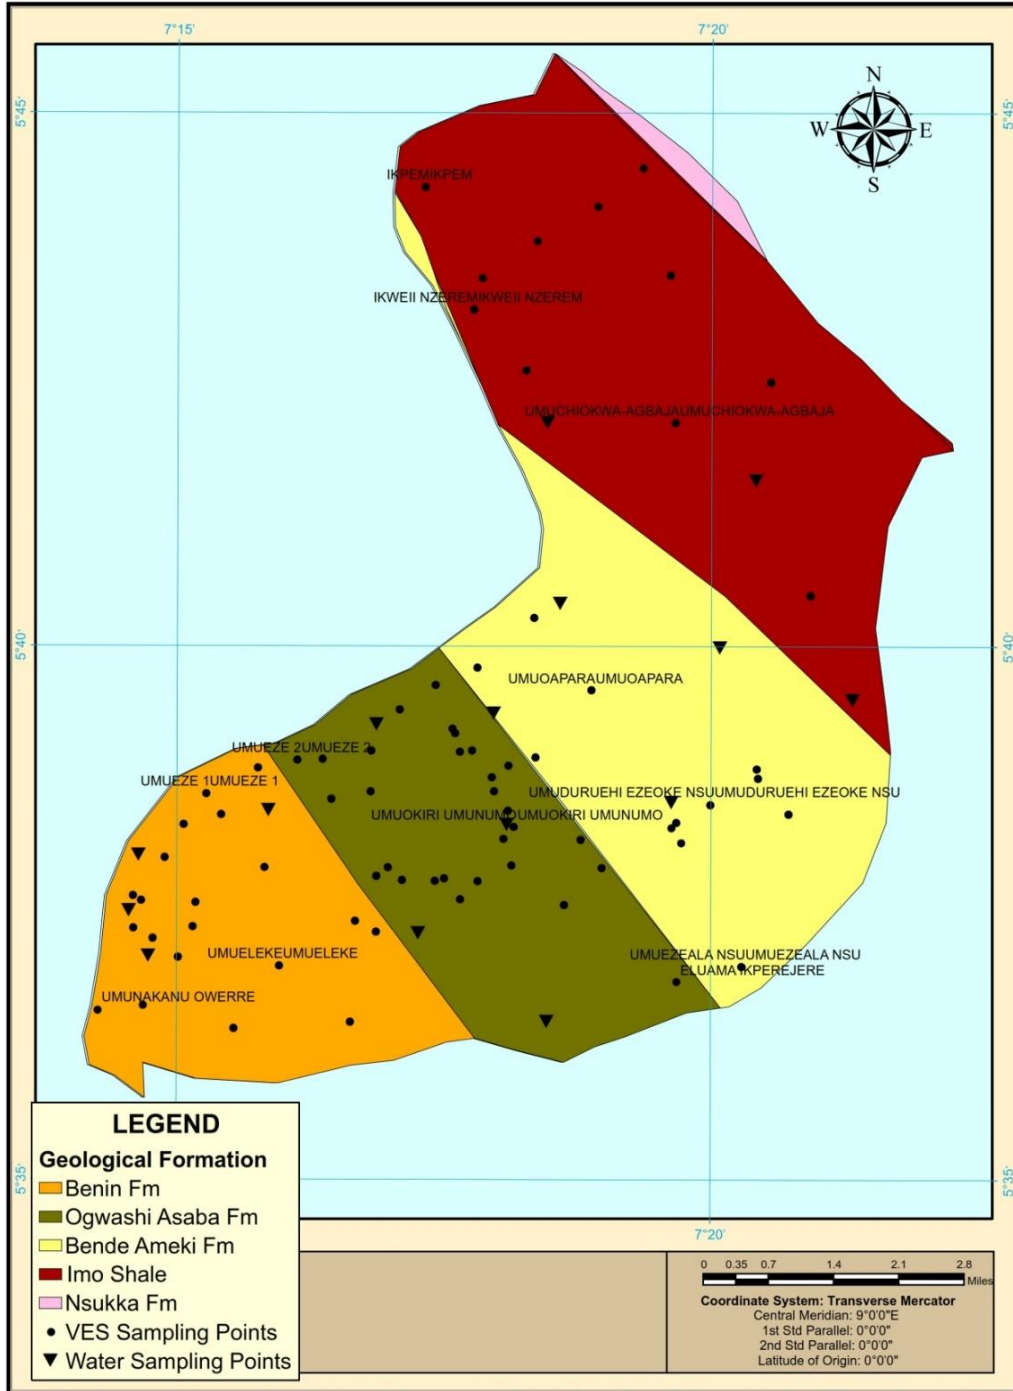 7°15' 7°20'
5°45' 5°45'
N
W E
S
IKPEMIKPEM
IKWEII NZEREMIKWEII NZEREM
UMUCHIOKWA-AGBAJAUMUCHIOKWA-AGBAJA
5°40' 5°40'
UMUOAPARAUMUOAPARA
UMUEZE 2UMUEZE 2
UMUEZE 1UMUEZE 1
UMUDURUEHI EZEOKE NSUUMUDURUEHI EZEOKE NSU
UMUOKIRI UMUNUMOUMUOKIRI UMUNUMO
UMUELEKEUMUELEKE
UMUEZEALA NSUUMUEZEALA NSU
ELUAMA IKPEREJERE
UMUNAKANU OWERRE
5°35' 5°35'
7°20'
LEGEND
Geological Formation
Benin Fm
Ogwashi Asaba Fm
Bende Ameki Fm
Imo Shale
Nsukka Fm
VES Sampling Points
Water Sampling Points
0 0.35 0.7 1.4 2.1 2.8
Miles
Coordinate System: Transverse Mercator
Central Meridian: 9°0'0"E
1st Std Parallel: 0°0'0"
2nd Std Parallel: 0°0'0"
Latitude of Origin: 0°0'0"